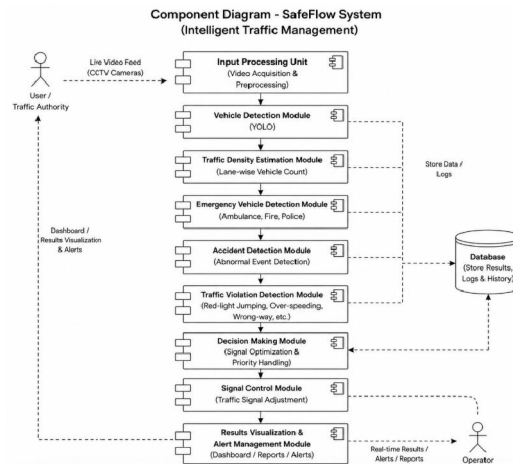 Component Diagram - SafeFlow System
(Intelligent Traffic Management)
Live Video Feed
(CCTV Cameras)
User /
Traffic Authority
Input Processing Unit
(Video Acquisition &
Preprocessing)
Vehicle Detection Module
(YOLO)
Traffic Density Estimation Module
(Lane-wise Vehicle Count)
Store Data /
Logs
Emergency Vehicle Detection Module
(Ambulance, Fire, Police)
Dashboard /
Results Visualization
& Alerts
Accident Detection Module
(Abnormal Event Detection)
Database
(Store Results,
Logs & History)
Traffic Violation Detection Module
(Red-light Jumping, Over-speeding,
Wrong-way, etc.)
Decision Making Module
(Signal Optimization &
Priority Handling)
Signal Control Module
(Traffic Signal Adjustment)
Results Visualization &
Alert Management Module
(Dashboard / Reports / Alerts)
Real-time Results /
Alerts / Reports
Operator